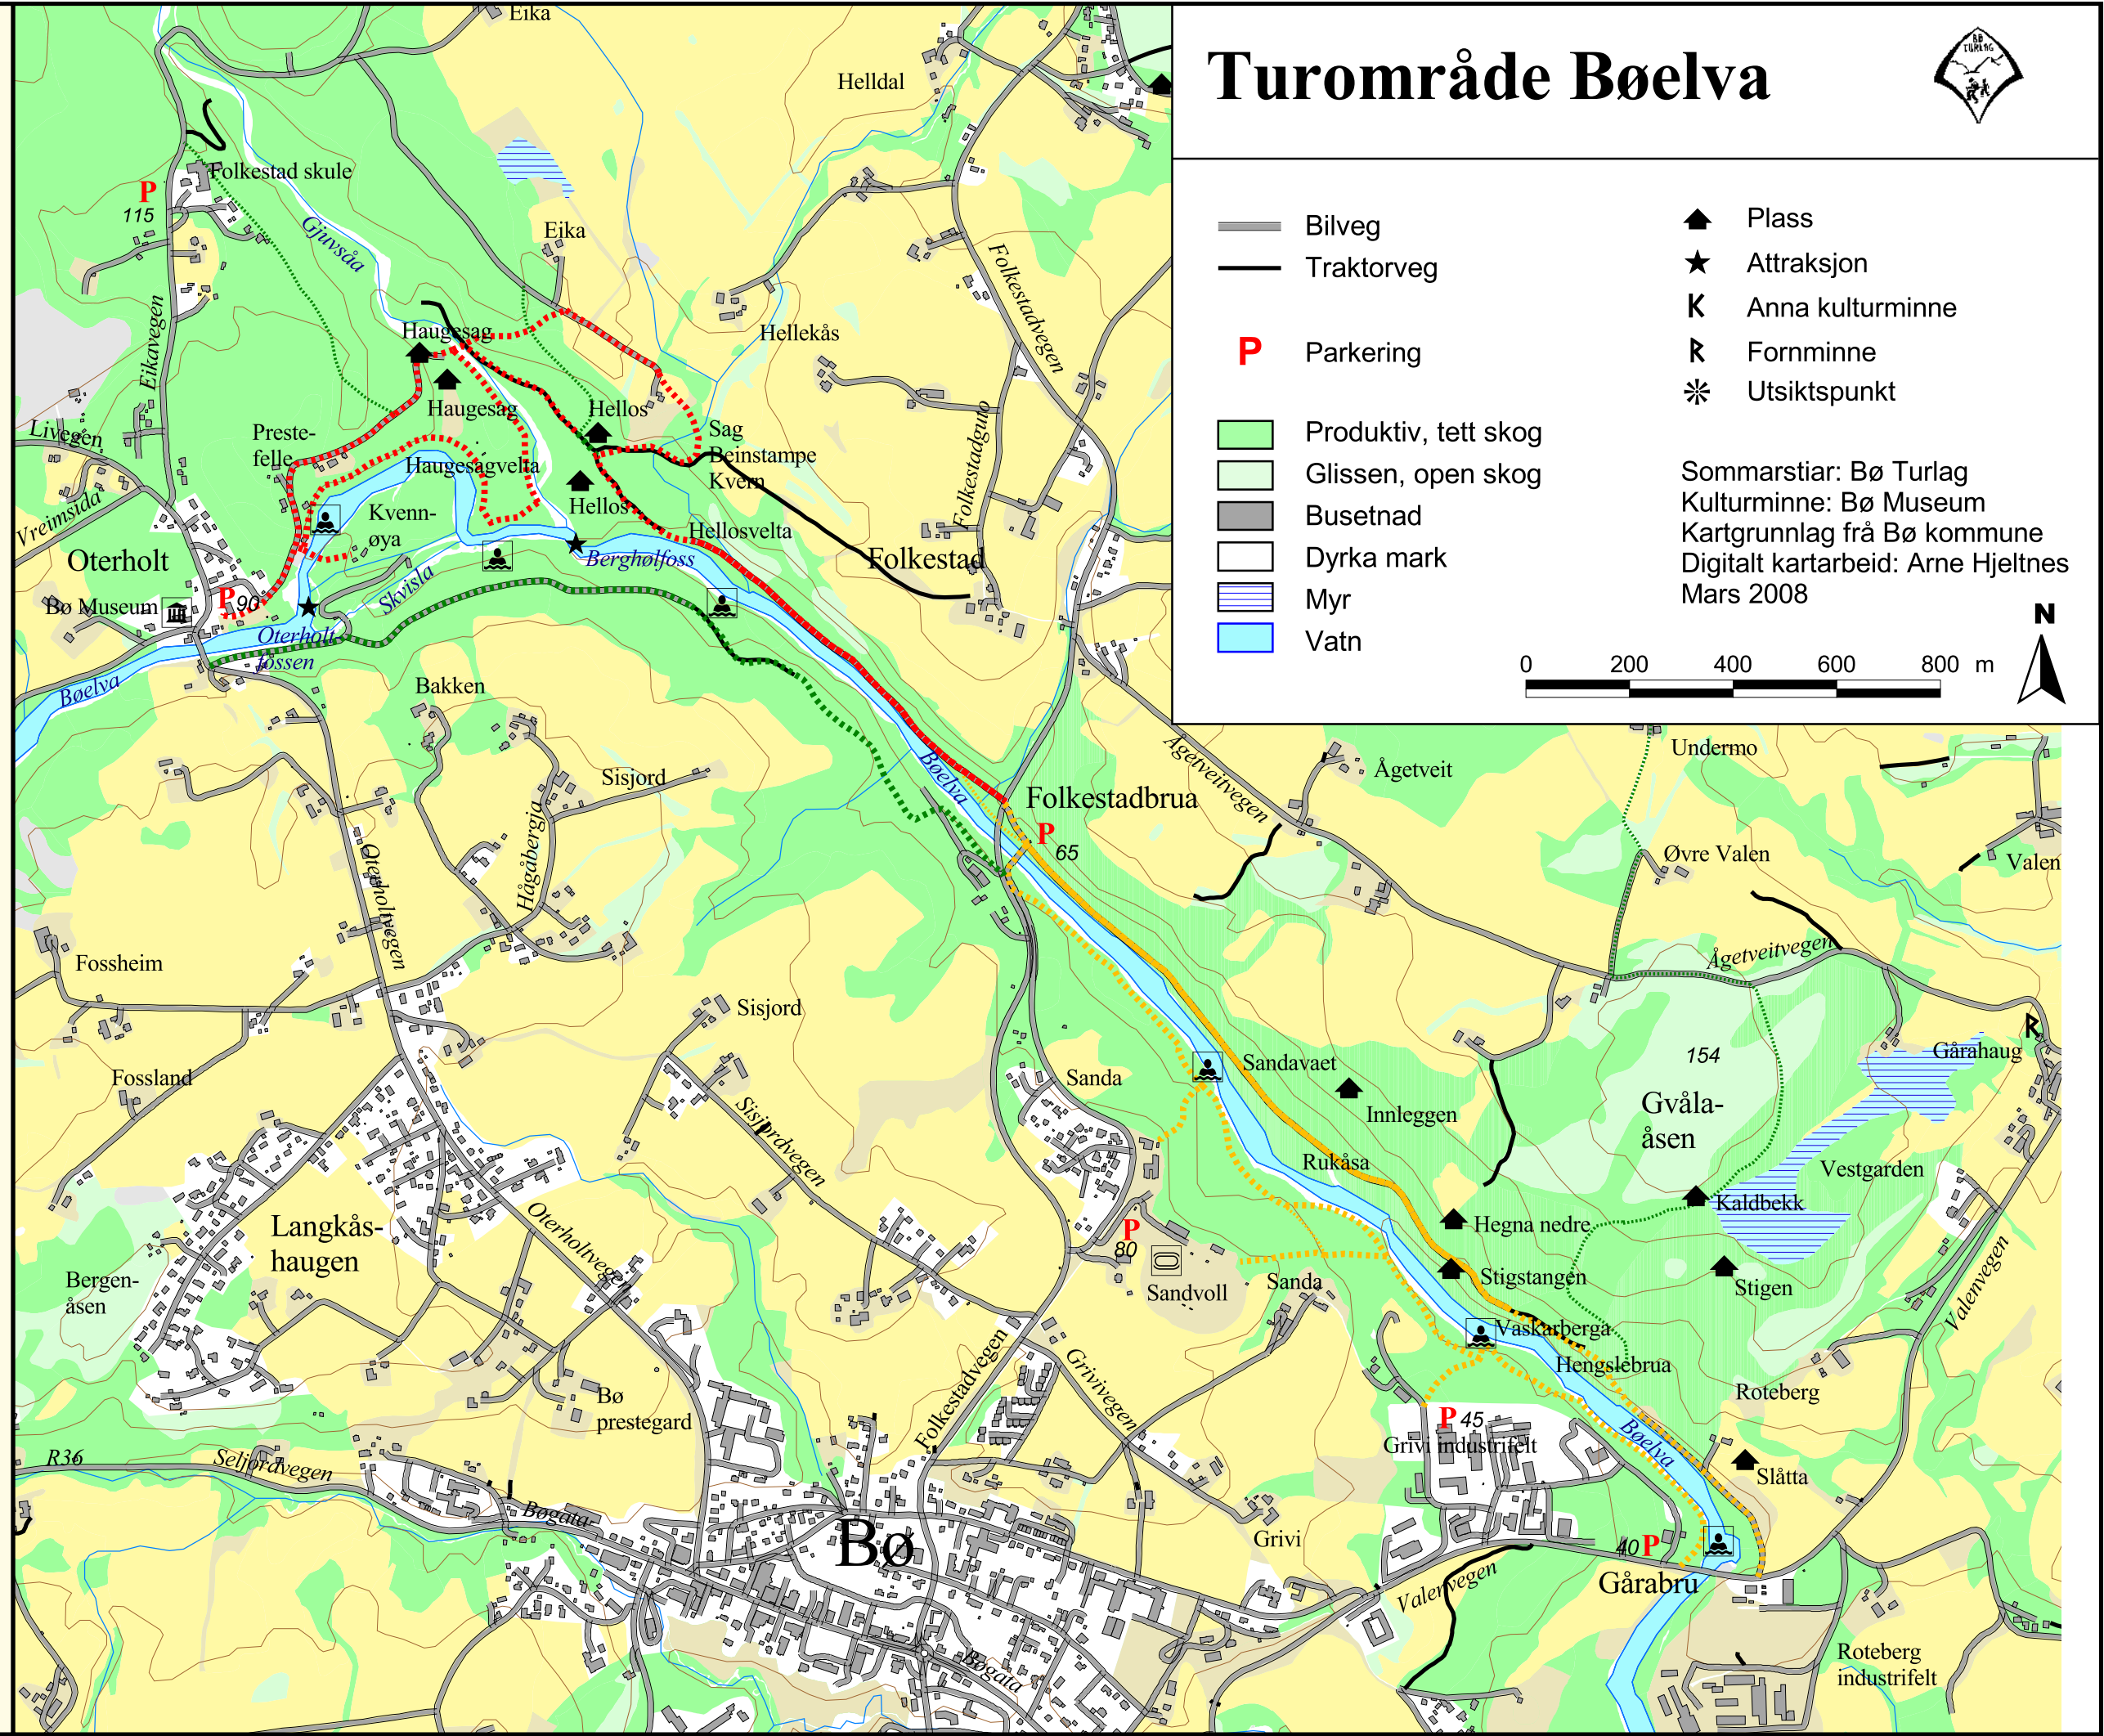 Turområde Bøelva
BØ
TURLAG
Bilveg
Traktorveg
Parkering
P
Produktiv, tett skog
Glissen, open skog
Busetnad
Dyrka mark
Myr
Vatn
Plass
Attraksjon
Anna kulturminne
Fornminne
Utsiktspunkt
Sommarstiar: Bø Turlag
Kulturminne: Bø Museum
Kartgrunnlag frå Bø kommune
Digitalt kartarbeid: Arne Hjeltnes
Mars 2008
N
0 200 400 600 800 m
Eika
Helldal
Folkestad skule
P
115
Gjuvsåa
Eika
Folkestadvegen
Eikavegen
Haugesag
Hellekås
Haugesag
Hellos
Livegen
Preste-
felle
Sag
Beinstampe
Kvern
Folkestadguto
Haugesagvelta
Vreimsida
Kvenn-
øya
Hellos
Hellosvelta
Oterholt
Berghølfoss
Folkestad
Skvisla
Bø Museum
P
90
Oterholt
fossen
Bøelva
Bakken
Sisjord
Bøelva
Ågetveitvegen
Ågetveit
Undermo
Folkestadbrua
P
65
Øvre Valen
Valen
Hågåbergja
Oterholtvegen
Fossheim
Ågetveitvegen
Sisjord
R
154
Gårahaug
Fossland
Sanda
Sandavaet
Innleggen
Gvåla-
åsen
Sisjordvegen
Rukåsa
Vestgarden
Kaldbekk
Langkås-
haugen
Oterholtvegen
P
80
Hegna nedre
Bergen-
åsen
Sandvoll
Sanda
Stigstangen
Stigen
Valenvegen
Vaskarberga
Hengslebrua
Roteberg
Bø
prestegard
Folkestadvegen
Grivivegen
P
45
Grivi industrifelt
Bøelva
R36
Seljordvegen
Slåtta
Bøgata
Bø
Grivi
40
P
Gårabru
Valenvegen
Bøgata
Roteberg
industrifelt